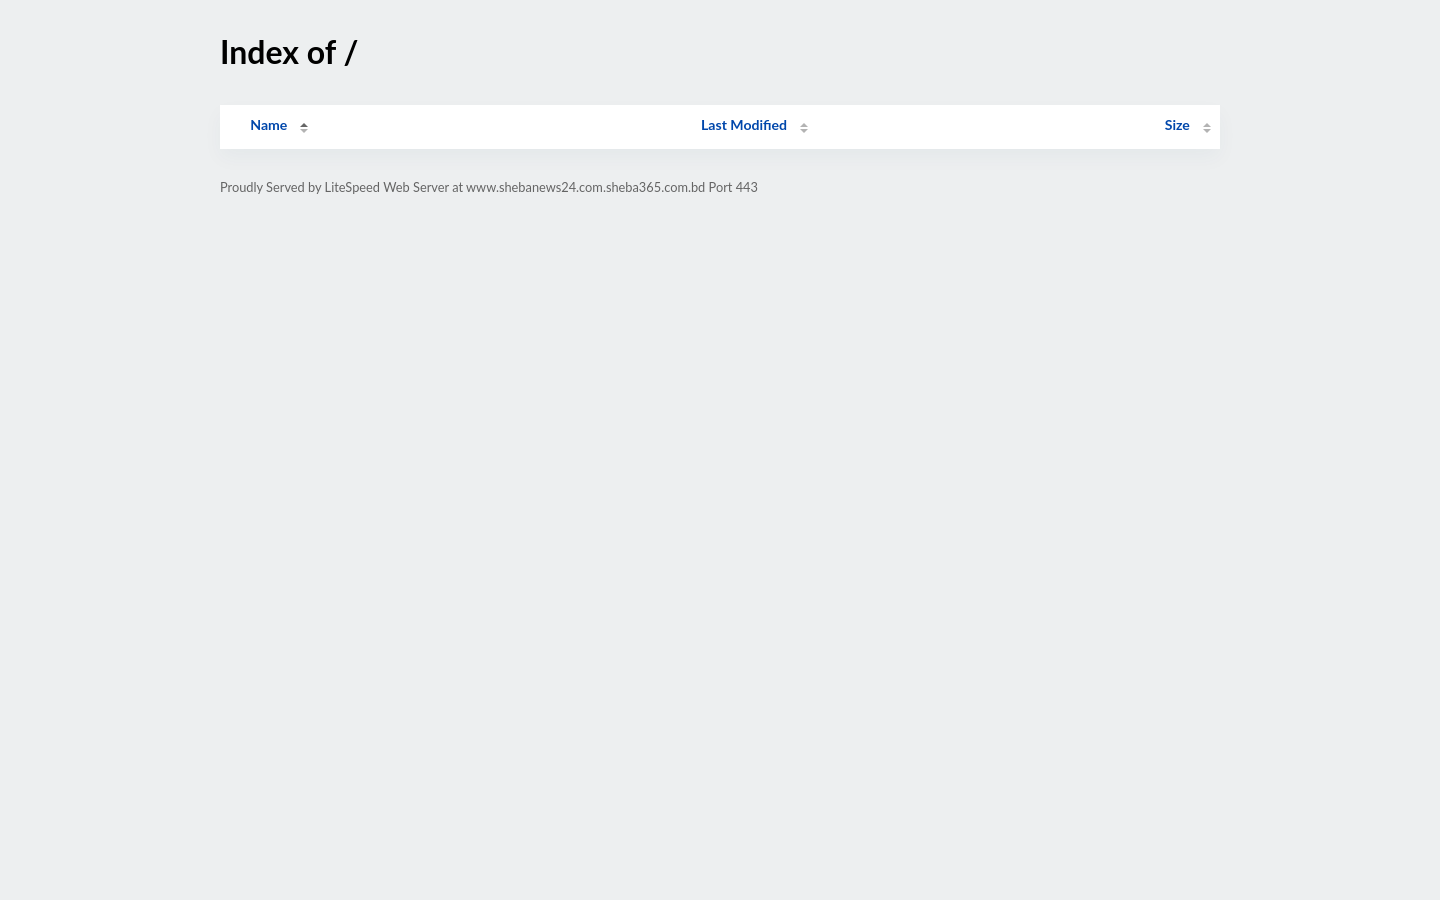 Index of /
Name Last Modified Size
Proudly Served by LiteSpeed Web Server at www.shebanews24.com.sheba365.com.bd Port 443